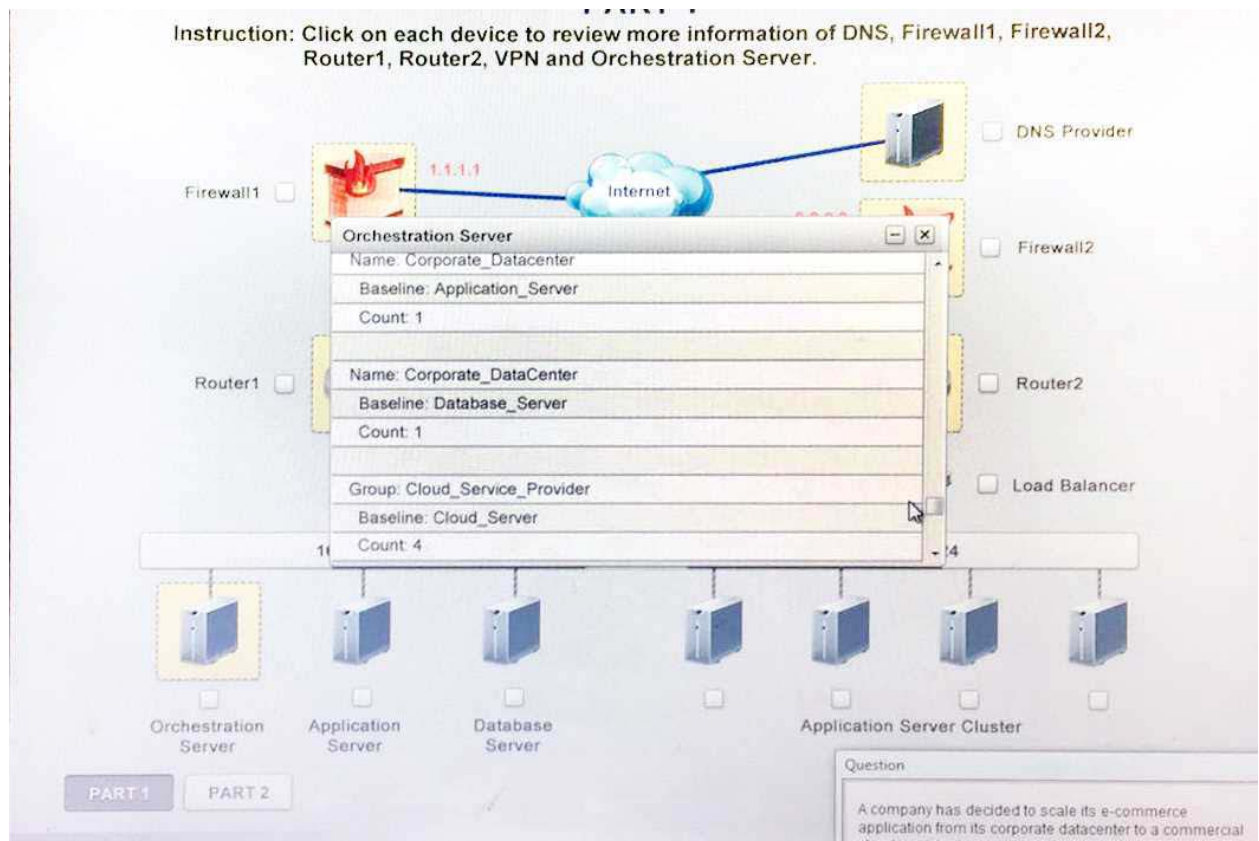 Instruction: Click on each device to review more information of DNS, Firewall1, Firewall2,
Router1, Router2, VPN and Orchestration Server.
DNS Provider
1.1.1.1
Firewall1
Internet
Firewall2
Orchestration Server
Name: Corporate_Datacenter
Baseline: Application_Server
Count: 1
Router1
Name: Corporate_DataCenter
Router2
Baseline: Database_Server
Count: 1
Group: Cloud_Service_Provider
Load Balancer
Baseline: Cloud_Server
Count: 4
Orchestration
Server
Application
Server
Database
Server
Application Server Cluster
PART 1
PART 2
Question
A company has decided to scale its e-commerce
application from its corporate datacenter to a commercial